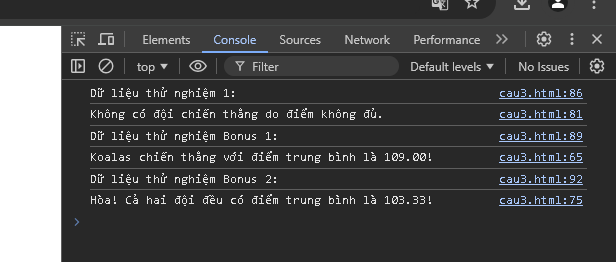 Elements Console Sources Network Performance
top Filter Default levels No Issues
Dữ liệu thử nghiệm 1: cau3.html:86
Không có đội chiến thắng do điểm không đủ. cau3.html:81
Dữ liệu thử nghiệm Bonus 1: cau3.html:89
Koalas chiến thắng với điểm trung bình là 109.00! cau3.html:65
Dữ liệu thử nghiệm Bonus 2: cau3.html:92
Hòa! Cả hai đội đều có điểm trung bình là 103.33! cau3.html:75